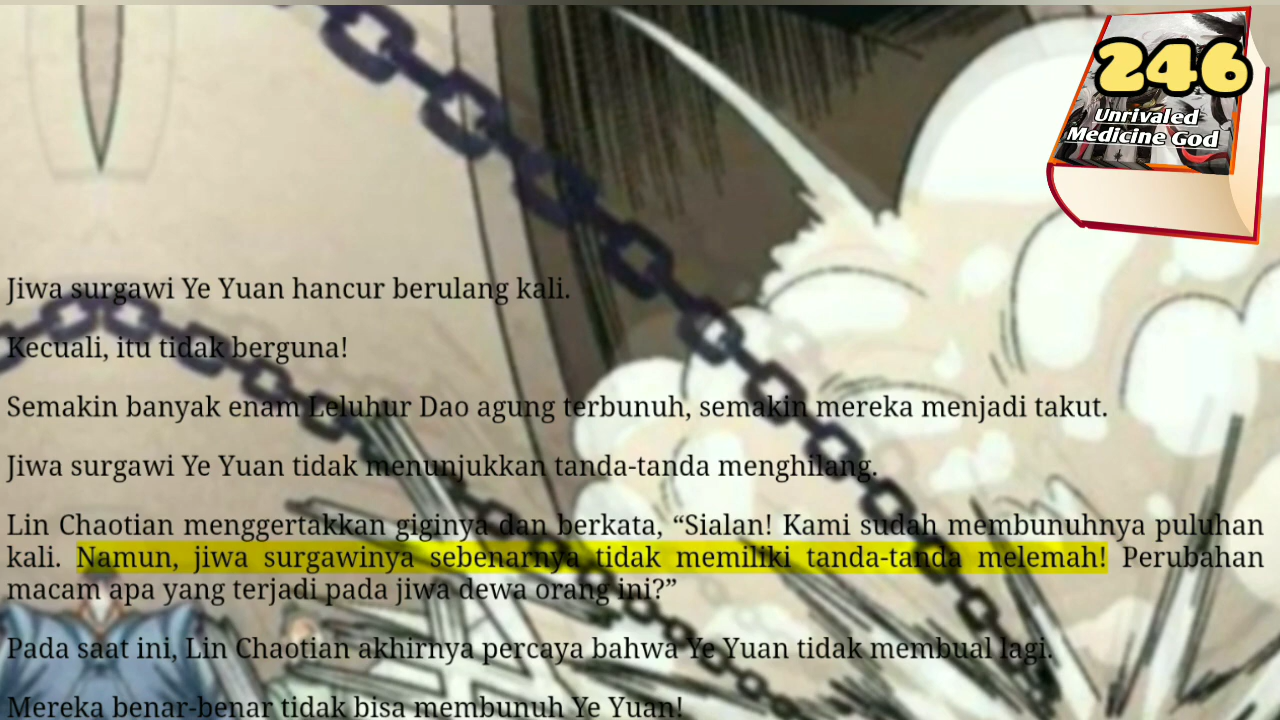 246
Unrivaled
Medicine God
Jiwa surgawi Ye Yuan hancur berulang kali.
Kecuali, itu tidak berguna!
Semakin banyak enam Leluhur Dao agung terbunuh, semakin mereka menjadi takut.
Jiwa surgawi Ye Yuan tidak menunjukkan tanda-tanda menghilang.
Lin Chaotian menggertakkan giginya dan berkata, “Sialan! Kami sudah membunuhnya puluhan
kali. Namun, jiwa surgawinya sebenarnya tidak memiliki tanda-tanda melemah! Perubahan
macam apa yang terjadi pada jiwa dewa orang ini?”
Pada saat ini, Lin Chaotian akhirnya percaya bahwa Ye Yuan tidak membual lagi.
Mereka benar-benar tidak bisa membunuh Ye Yuan!